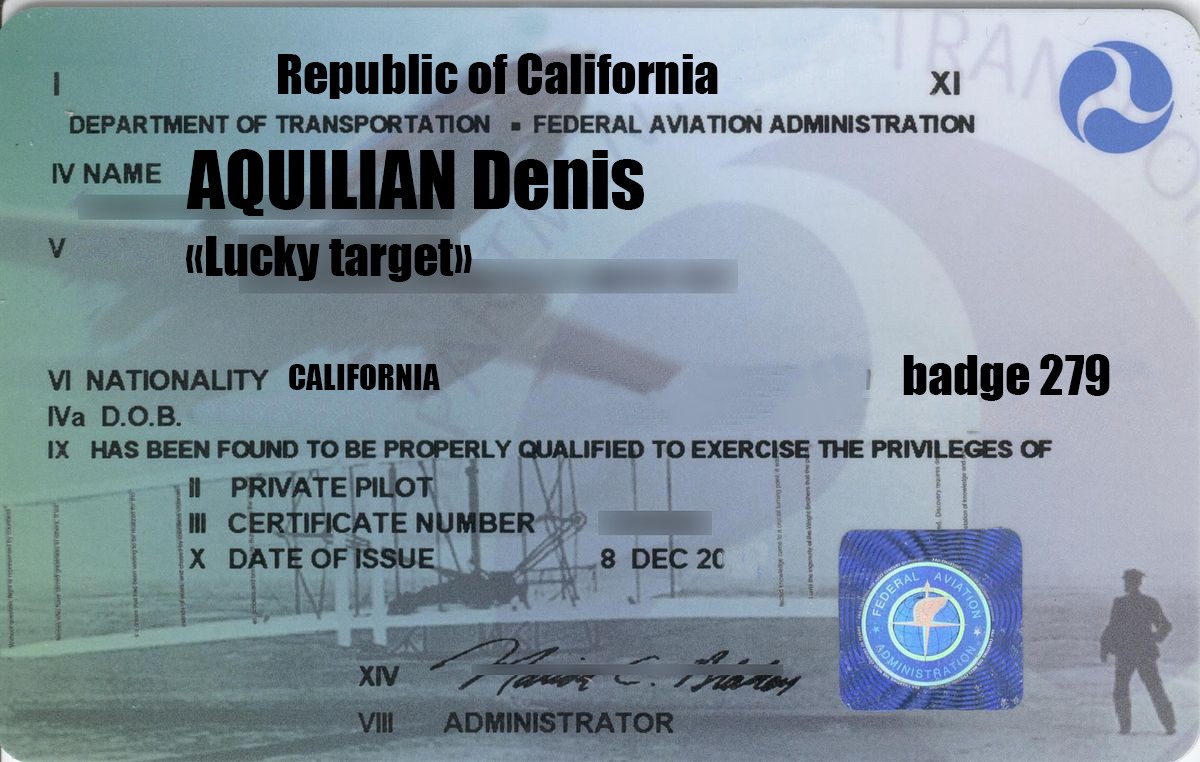 I Republic of California XI
DEPARTMENT OF TRANSPORTATION ▪ FEDERAL AVIATION ADMINISTRATION
IV NAME AQUILIAN Denis
V «Lucky target»
VI NATIONALITY CALIFORNIA badge 279
IVa D.O.B.
IX HAS BEEN FOUND TO BE PROPERLY QUALIFIED TO EXERCISE THE PRIVILEGES OF
II PRIVATE PILOT
III CERTIFICATE NUMBER
X DATE OF ISSUE 8 DEC 20
FEDERAL AVIATION
ADMINISTRATION
XIV
VIII ADMINISTRATOR